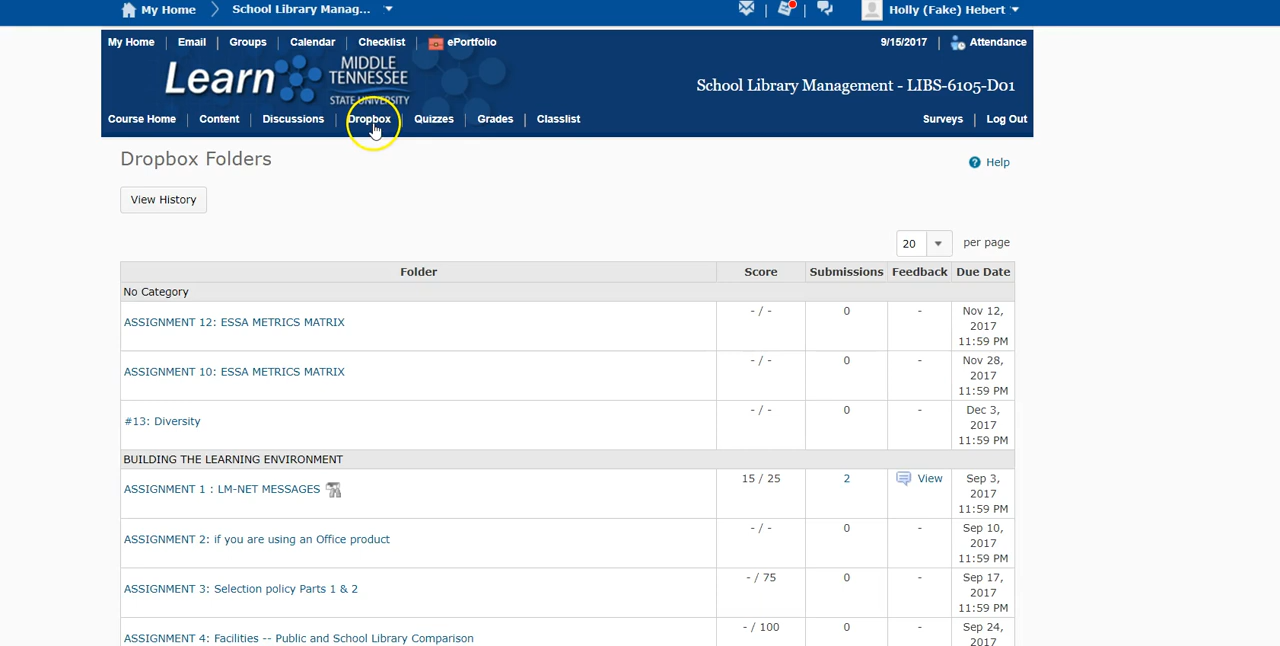 My Home School Library Manag... Holly (Fake) Hebert
My Home Email Groups Calendar Checklist ePortfolio 9/15/2017 Attendance
Learn MIDDLE
TENNESSEE
STATE UNIVERSITY
School Library Management - LIBS-6105-D01
Course Home Content Discussions Dropbox Quizzes Grades Classlist Surveys Log Out
Dropbox Folders
Help
View History
20 per page
Folder Score Submissions Feedback Due Date
No Category
ASSIGNMENT 12: ESSA METRICS MATRIX - / - 0 - Nov 12,
2017
11:59 PM
ASSIGNMENT 10: ESSA METRICS MATRIX - / - 0 - Nov 28,
2017
11:59 PM
#13: Diversity - / - 0 - Dec 3,
2017
11:59 PM
BUILDING THE LEARNING ENVIRONMENT
ASSIGNMENT 1 : LM-NET MESSAGES 15 / 25 2 View Sep 3,
2017
11:59 PM
ASSIGNMENT 2: if you are using an Office product - / - 0 - Sep 10,
2017
11:59 PM
ASSIGNMENT 3: Selection policy Parts 1 & 2 - / 75 0 - Sep 17,
2017
11:59 PM
ASSIGNMENT 4: Facilities -- Public and School Library Comparison - / 100 0 - Sep 24,
2017